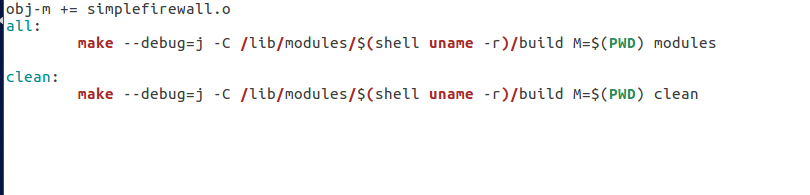 obj-m += simplefirewall.o
all:
        make --debug=j -C /lib/modules/$(shell uname -r)/build M=$(PWD) modules
clean:
        make --debug=j -C /lib/modules/$(shell uname -r)/build M=$(PWD) clean